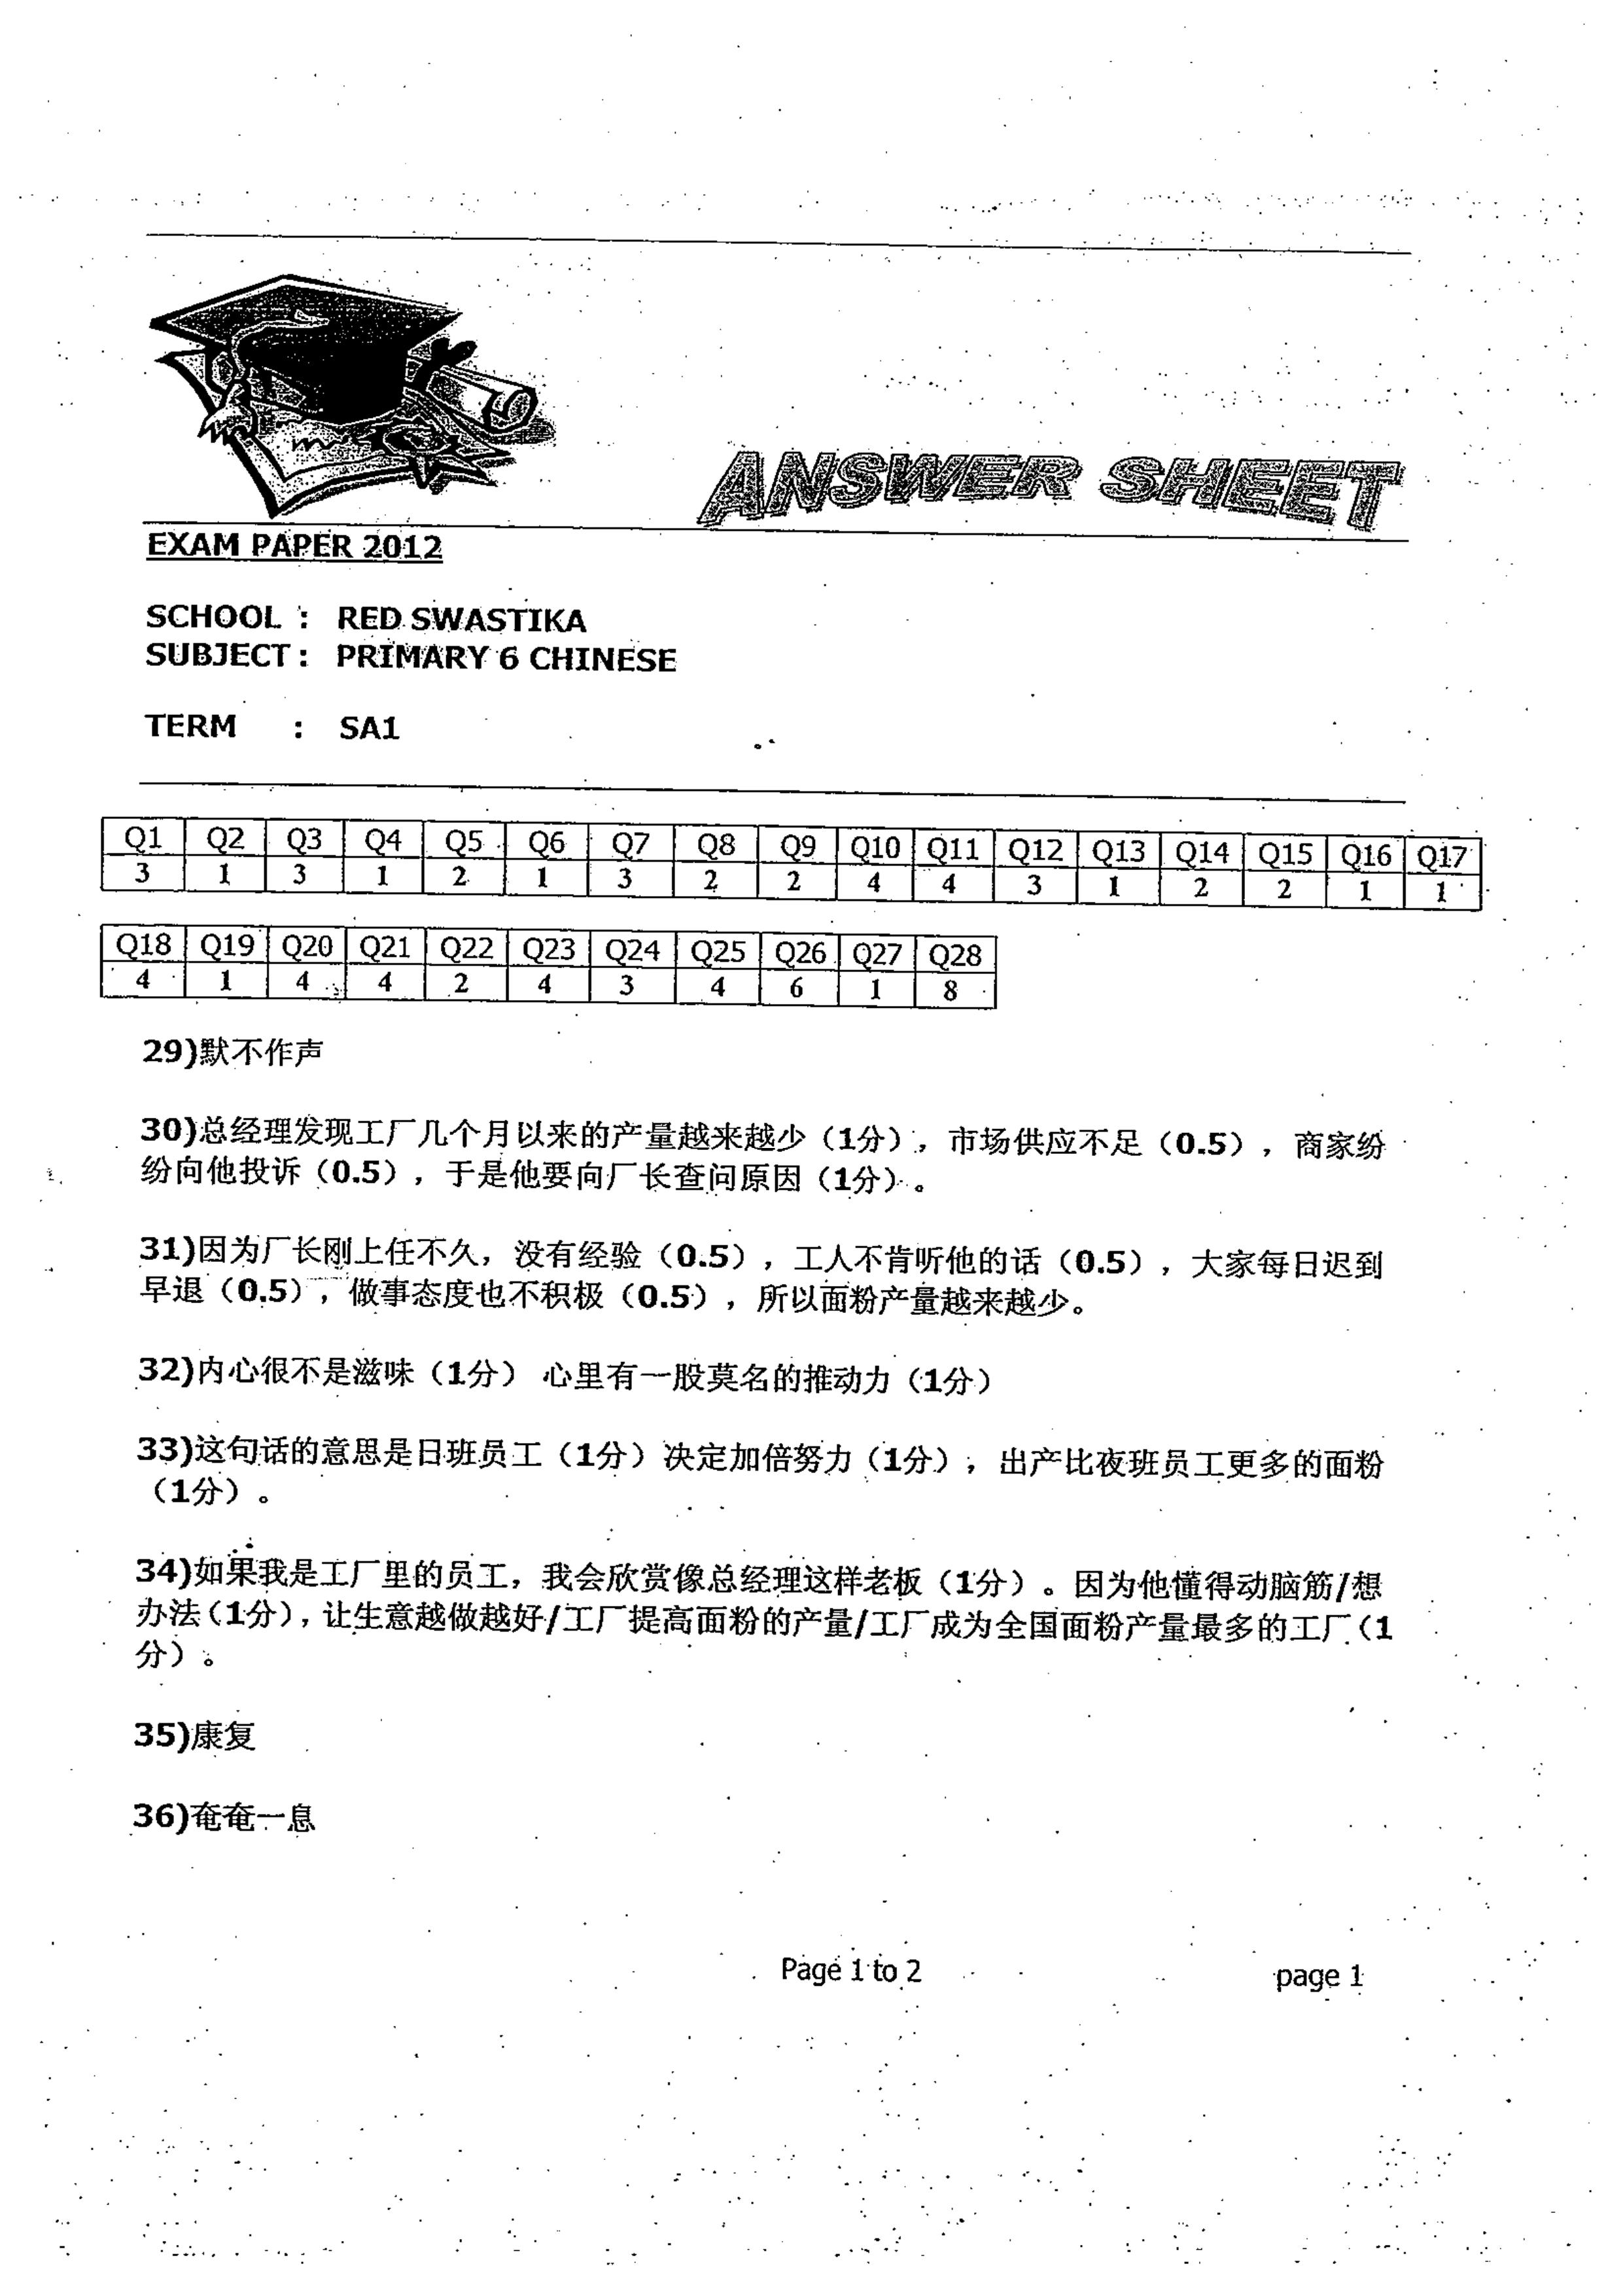 ANSWER SHEET
EXAM PAPER 2012
SCHOOL : RED SWASTIKA
SUBJECT : PRIMARY 6 CHINESE
TERM : SA1
Q1 Q2 Q3 Q4 Q5 Q6 Q7 Q8 Q9 Q10 Q11 Q12 Q13 Q14 Q15 Q16 Q17
3 1 3 1 2 1 3 2 2 4 4 3 1 2 2 1 1
Q18 Q19 Q20 Q21 Q22 Q23 Q24 Q25 Q26 Q27 Q28
4 1 4 4 2 4 3 4 6 1 8
29)默不作声
30)总经理发现工厂几个月以来的产量越来越少（1分），市场供应不足（0.5），商家纷
纷向他投诉（0.5），于是他要向厂长查问原因（1分）。
31)因为厂长刚上任不久，没有经验（0.5），工人不肯听他的话（0.5），大家每日迟到
早退（0.5），做事态度也不积极（0.5），所以面粉产量越来越少。
32)内心很不是滋味（1分） 心里有一股莫名的推动力（1分）
33)这句话的意思是日班员工（1分）决定加倍努力（1分），出产比夜班员工更多的面粉
（1分）。
34)如果我是工厂里的员工，我会欣赏像总经理这样老板（1分）。因为他懂得动脑筋/想
办法（1分），让生意越做越好/工厂提高面粉的产量/工厂成为全国面粉产量最多的工厂（1
分）。
35)康复
36)奄奄一息
Page 1 to 2 page 1